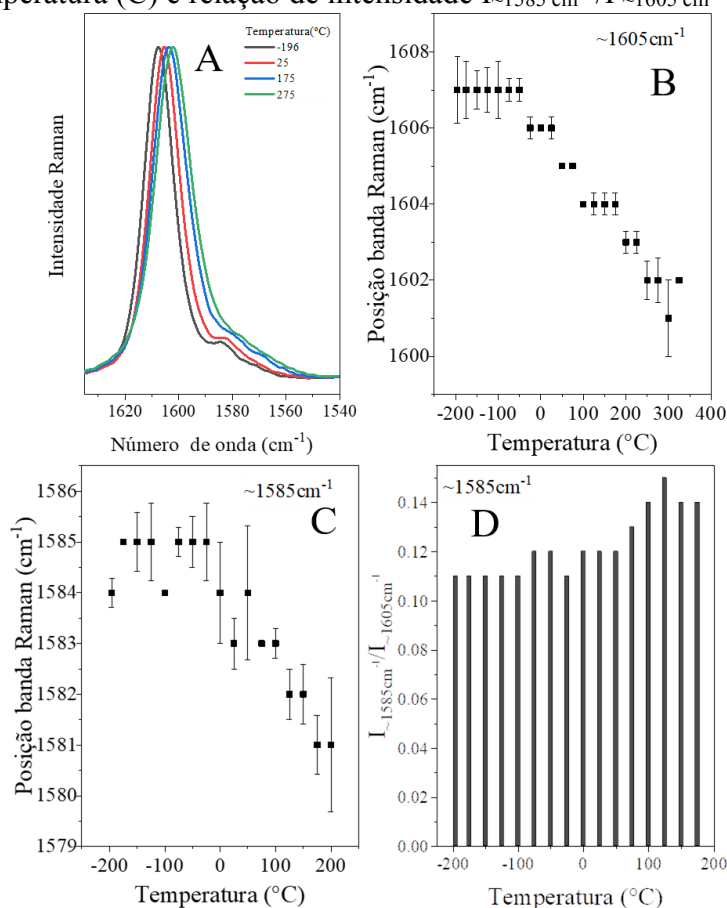 peratura (C) e relação de intensidade I~1585 cm⁻¹/I ~1605 cm⁻¹
Temperatura(°C)
-196
25
175
275
A
Intensidade Raman
1620 1600 1580 1560 1540
Número de onda (cm⁻¹)
~1605cm⁻¹
B
Posição banda Raman (cm⁻¹)
1608
1606
1604
1602
1600
-200 -100 0 100 200 300 400
Temperatura (°C)
~1585cm⁻¹
C
Posição banda Raman (cm⁻¹)
1586
1585
1584
1583
1582
1581
1580
1579
-200 -100 0 100 200
Temperatura (°C)
~1585cm⁻¹
D
I~1585cm⁻¹/I~1605cm⁻¹
0.14
0.12
0.10
0.08
0.06
0.04
0.02
0.00
-200 -100 0 100 200
Temperatura (°C)